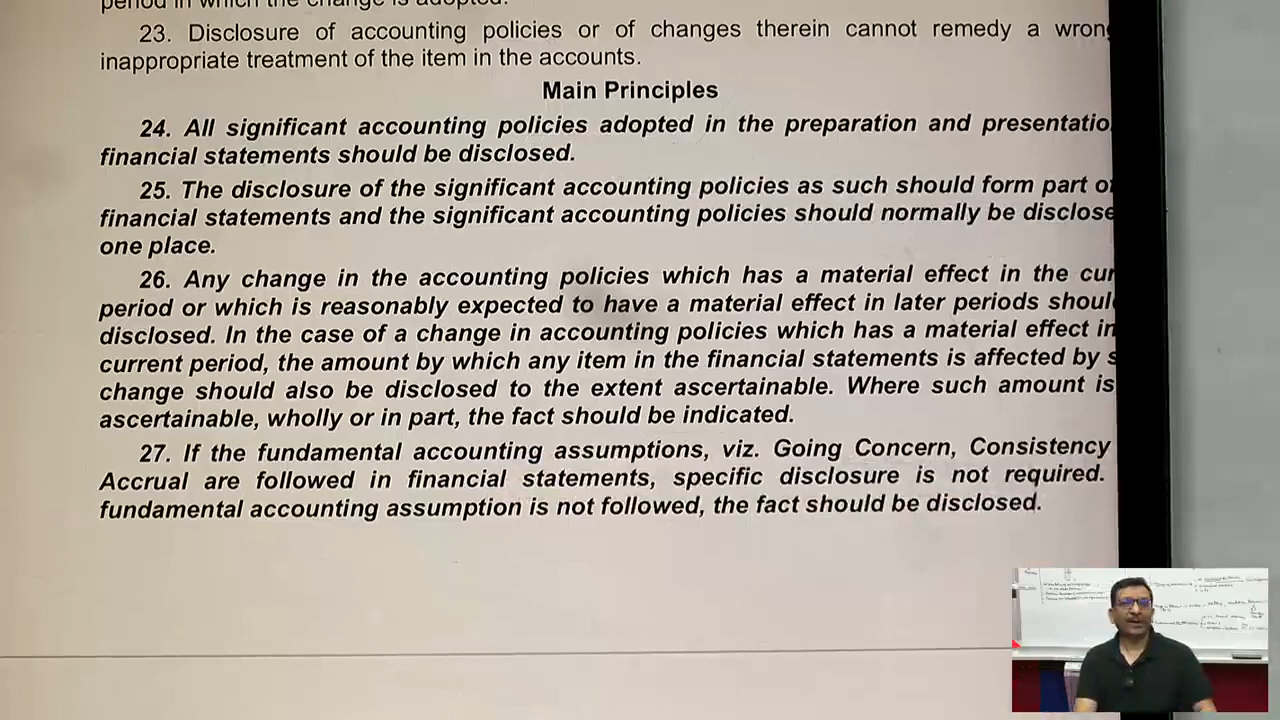 period in which the change is adopted.
23. Disclosure of accounting policies or of changes therein cannot remedy a wrong
inappropriate treatment of the item in the accounts.
Main Principles
24. All significant accounting policies adopted in the preparation and presentatio
financial statements should be disclosed.
25. The disclosure of the significant accounting policies as such should form part of
financial statements and the significant accounting policies should normally be disclose
one place.
26. Any change in the accounting policies which has a material effect in the cur
period or which is reasonably expected to have a material effect in later periods shoul
disclosed. In the case of a change in accounting policies which has a material effect in
current period, the amount by which any item in the financial statements is affected by s
change should also be disclosed to the extent ascertainable. Where such amount is
ascertainable, wholly or in part, the fact should be indicated.
27. If the fundamental accounting assumptions, viz. Going Concern, Consistency
Accrual are followed in financial statements, specific disclosure is not required.
fundamental accounting assumption is not followed, the fact should be disclosed.